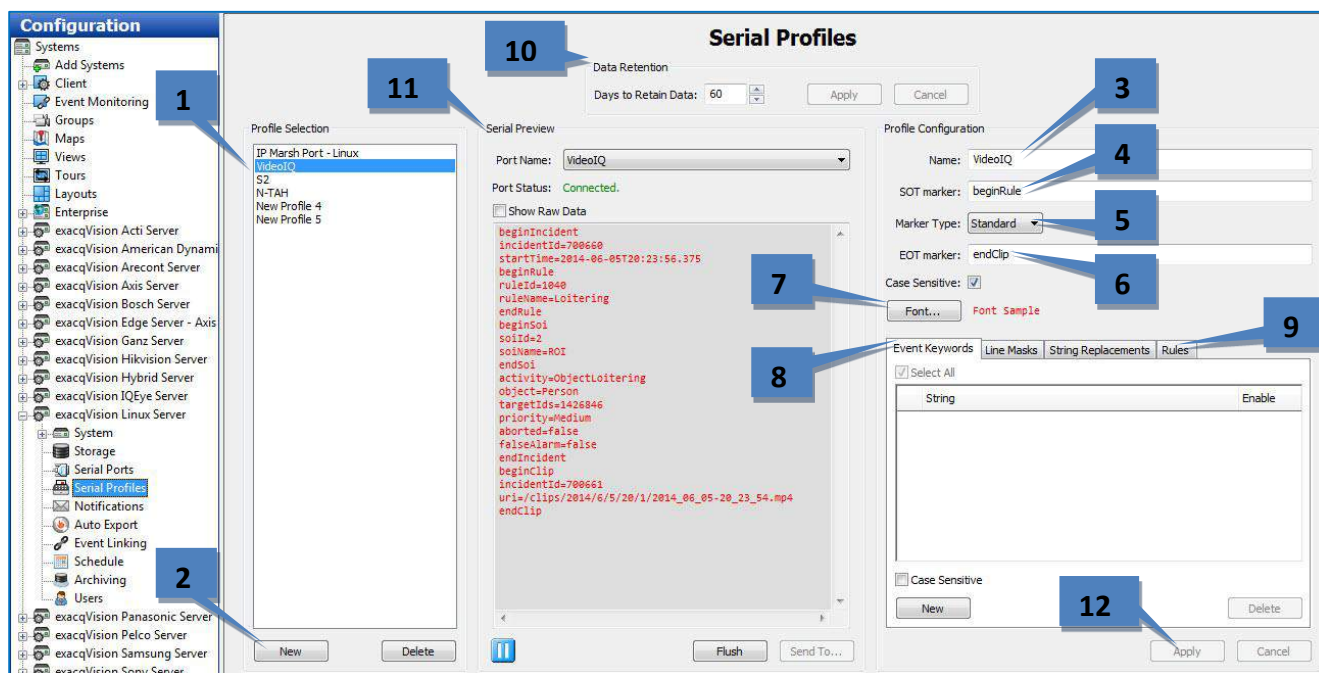 Configuration
Systems
Add Systems
Client
Event Monitoring
Groups
Maps
Views
Tours
Layouts
Enterprise
exacqVision Acti Server
exacqVision American Dynami
exacqVision Arecont Server
exacqVision Axis Server
exacqVision Bosch Server
exacqVision Edge Server - Axis
exacqVision Ganz Server
exacqVision Hikvision Server
exacqVision Hybrid Server
exacqVision IQEye Server
exacqVision Linux Server
System
Storage
Serial Ports
Serial Profiles
Notifications
Auto Export
Event Linking
Schedule
Archiving
Users
exacqVision Panasonic Server
exacqVision Pelco Server
exacqVision Samsung Server
exacqVision Sony Server
Serial Profiles
10
Data Retention
Days to Retain Data: 60
Apply
Cancel
1
Profile Selection
IP Marsh Port - Linux
VideoIQ
S2
N-TAH
New Profile 4
New Profile 5
2
New
Delete
11
Serial Preview
Port Name: VideoIQ
Port Status: Connected.
Show Raw Data
beginIncident
incidentId=700660
startTime=2014-06-05T20:23:56.375
beginRule
ruleId=1040
ruleName=Loitering
endRule
beginSoi
soiId=2
soiName=ROI
endSoi
activity=ObjectLoitering
object=Person
targetIds=1426846
priority=Medium
aborted=false
falseAlarm=false
endIncident
beginClip
incidentId=700661
uri=/clips/2014/6/5/20/1/2014_06_05-20_23_54.mp4
endClip
Flush
Send To...
Profile Configuration
3
Name: VideoIQ
4
SOT marker: beginRule
5
Marker Type: Standard
6
EOT marker: endClip
Case Sensitive:
7
Font...
Font Sample
8
9
Event Keywords
Line Masks
String Replacements
Rules
Select All
String
Enable
Case Sensitive
New
Delete
12
Apply
Cancel